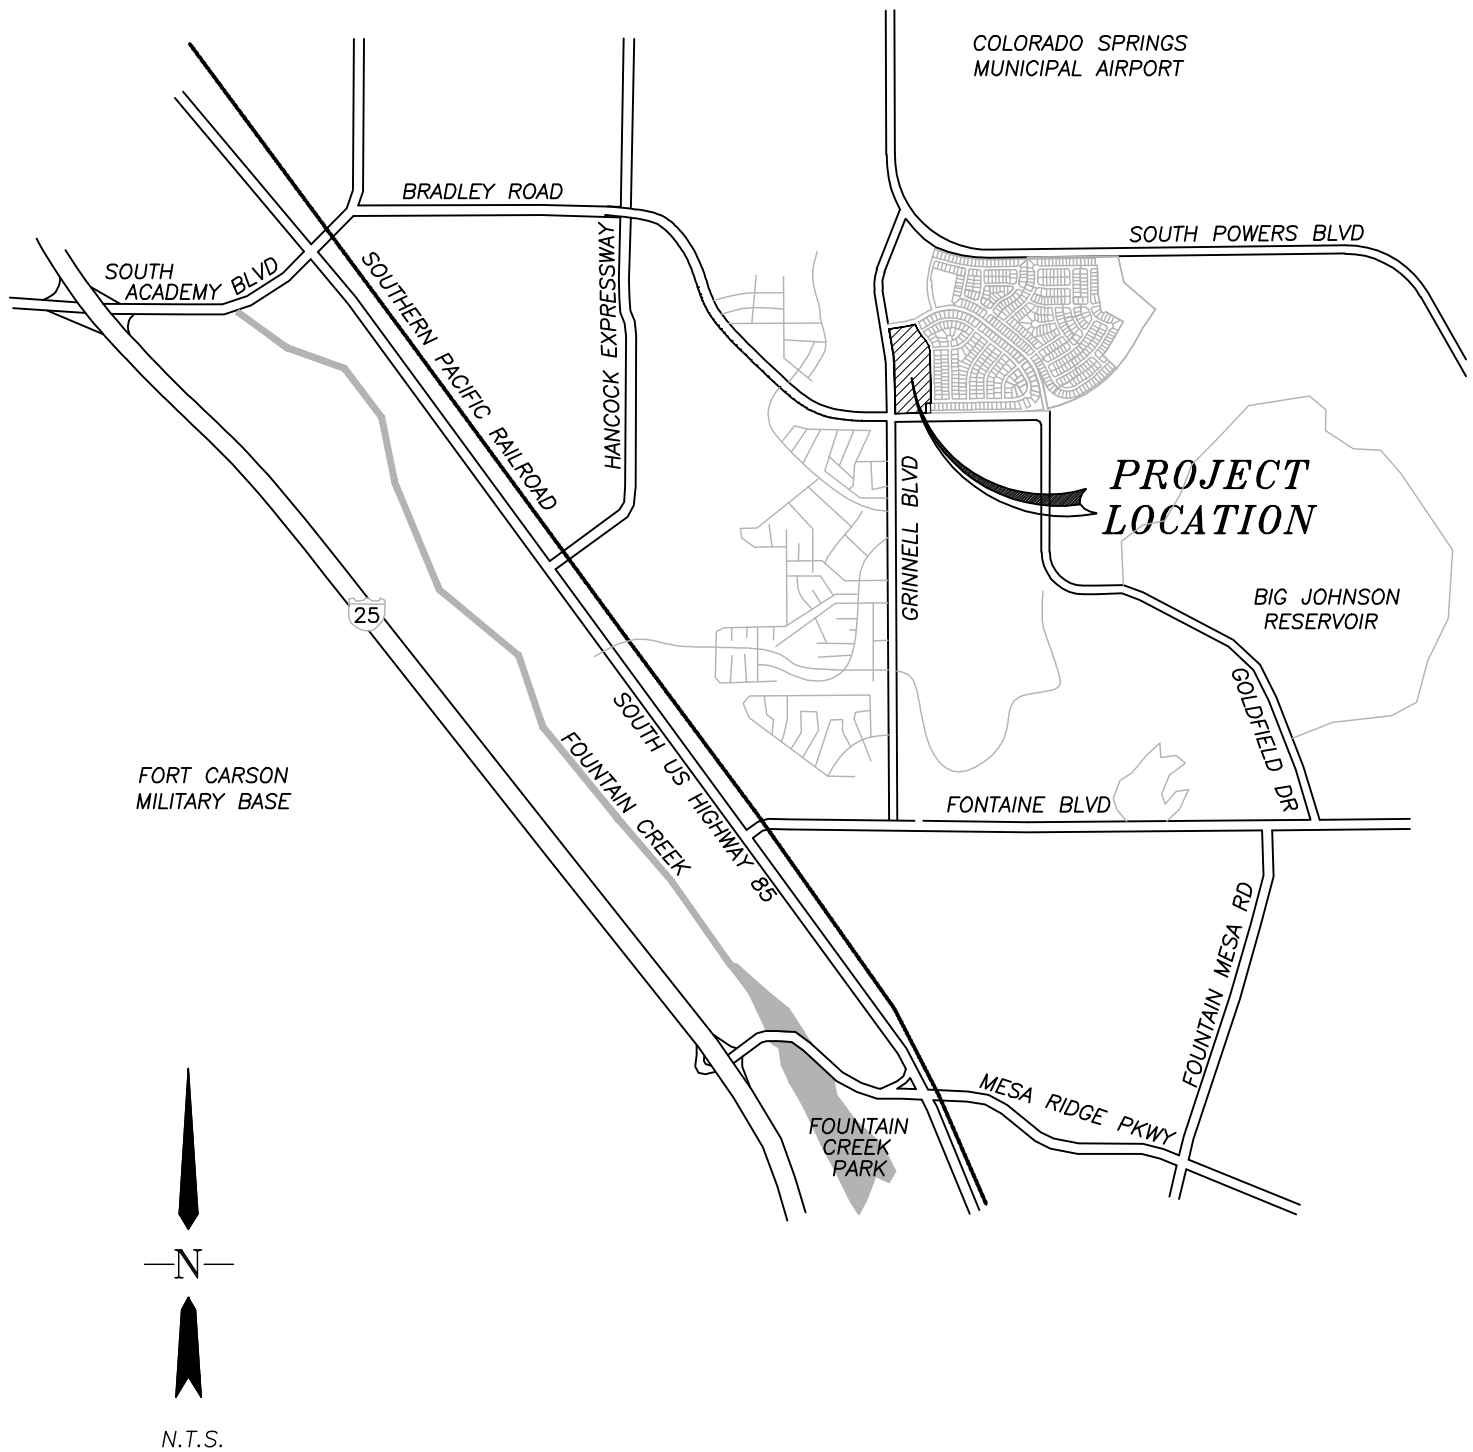 COLORADO SPRINGS
MUNICIPAL AIRPORT
BRADLEY ROAD
SOUTH POWERS BLVD
SOUTH
ACADEMY BLVD
SOUTHERN PACIFIC RAILROAD
HANCOCK EXPRESSWAY
PROJECT
LOCATION
GRINNELL BLVD
25
BIG JOHNSON
RESERVOIR
GOLDFIELD DR
SOUTH US HIGHWAY 85
FOUNTAIN CREEK
FORT CARSON
MILITARY BASE
FONTAINE BLVD
FOUNTAIN MESA RD
MESA RIDGE PKWY
FOUNTAIN
CREEK
PARK
N
N.T.S.